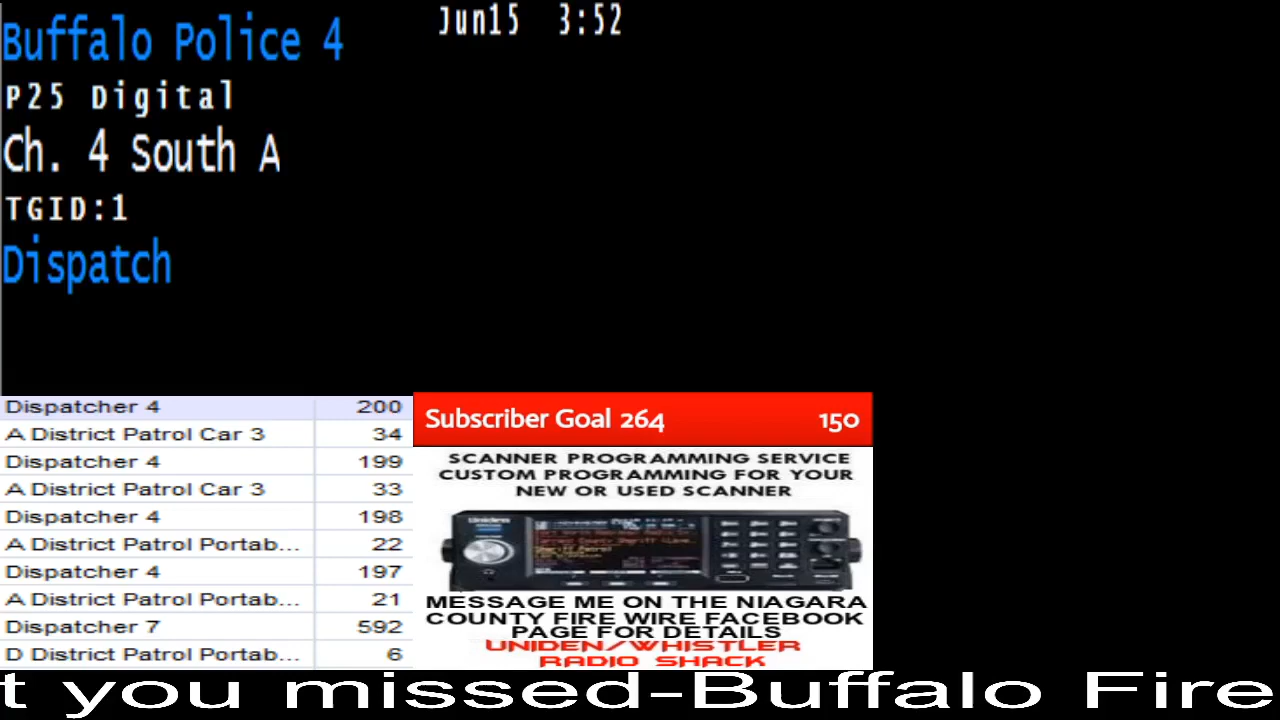 Buffalo Police 4
Jun15 3:52
P25 Digital
Ch. 4 South A
TGID:1
Dispatch
Dispatcher 4 200
A District Patrol Car 3 34
Dispatcher 4 199
A District Patrol Car 3 33
Dispatcher 4 198
A District Patrol Portab... 22
Dispatcher 4 197
A District Patrol Portab... 21
Dispatcher 7 592
D District Patrol Portab... 6
Subscriber Goal 264 150
SCANNER PROGRAMMING SERVICE
CUSTOM PROGRAMMING FOR YOUR
NEW OR USED SCANNER
Uniden
MESSAGE ME ON THE NIAGARA
COUNTY FIRE WIRE FACEBOOK
PAGE FOR DETAILS
UNIDEN/WHISTLER
RADIO SHACK
t you missed-Buffalo Fire